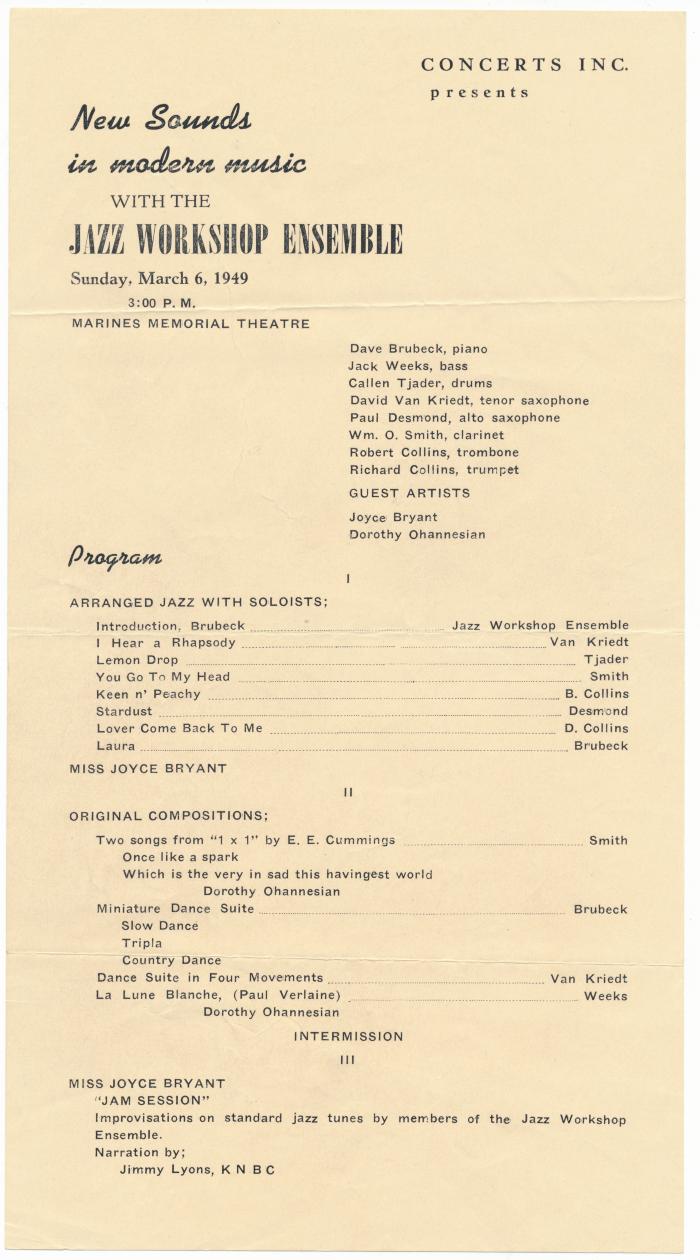 CONCERTS INC.
presents
New Sounds
in modern music
WITH THE
JAZZ WORKSHOP ENSEMBLE
Sunday, March 6, 1949
3:00 P. M.
MARINES MEMORIAL THEATRE
Dave Brubeck, piano
Jack Weeks, bass
Callen Tjader, drums
David Van Kriedt, tenor saxophone
Paul Desmond, alto saxophone
Wm. O. Smith, clarinet
Robert Collins, trombone
Richard Collins, trumpet
GUEST ARTISTS
Joyce Bryant
Dorothy Ohannesian
Program
I
ARRANGED JAZZ WITH SOLOISTS;
Introduction, Brubeck ........ Jazz Workshop Ensemble
I Hear a Rhapsody ........ Van Kriedt
Lemon Drop ........ Tjader
You Go To My Head ........ Smith
Keen n' Peachy ........ B. Collins
Stardust ........ Desmond
Lover Come Back To Me ........ D. Collins
Laura ........ Brubeck
MISS JOYCE BRYANT
II
ORIGINAL COMPOSITIONS;
Two songs from "1 x 1" by E. E. Cummings ........ Smith
Once like a spark
Which is the very in sad this havingest world
Dorothy Ohannesian
Miniature Dance Suite ........ Brubeck
Slow Dance
Tripla
Country Dance
Dance Suite in Four Movements ........ Van Kriedt
La Lune Blanche, (Paul Verlaine) ........ Weeks
Dorothy Ohannesian
INTERMISSION
III
MISS JOYCE BRYANT
"JAM SESSION"
Improvisations on standard jazz tunes by members of the Jazz Workshop
Ensemble.
Narration by;
Jimmy Lyons, K N B C